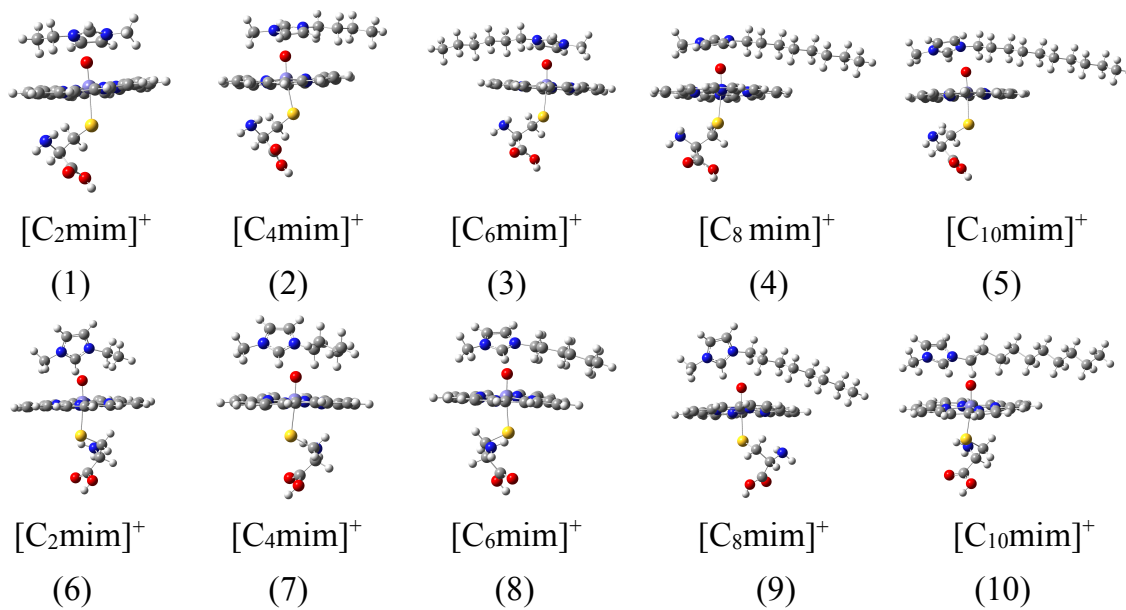 [C₂mim]⁺ [C₄mim]⁺ [C₆mim]⁺ [C₈ mim]⁺ [C₁₀mim]⁺
(1) (2) (3) (4) (5)
[C₂mim]⁺ [C₄mim]⁺ [C₆mim]⁺ [C₈mim]⁺ [C₁₀mim]⁺
(6) (7) (8) (9) (10)